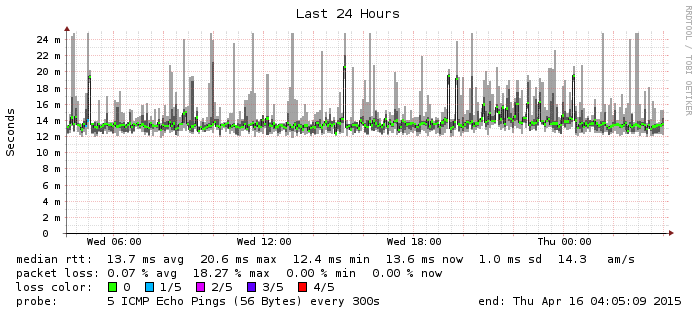 Last 24 Hours
RRDTOOL / TOBI OETIKER
Seconds
24 m
22 m
20 m
18 m
16 m
14 m
12 m
10 m
8 m
6 m
4 m
2 m
0
Wed 06:00 Wed 12:00 Wed 18:00 Thu 00:00
median rtt: 13.7 ms avg 20.6 ms max 12.4 ms min 13.6 ms now 1.0 ms sd 14.3 am/s
packet loss: 0.07 % avg 18.27 % max 0.00 % min 0.00 % now
loss color: 0 1/5 2/5 3/5 4/5
probe: 5 ICMP Echo Pings (56 Bytes) every 300s end: Thu Apr 16 04:05:09 2015